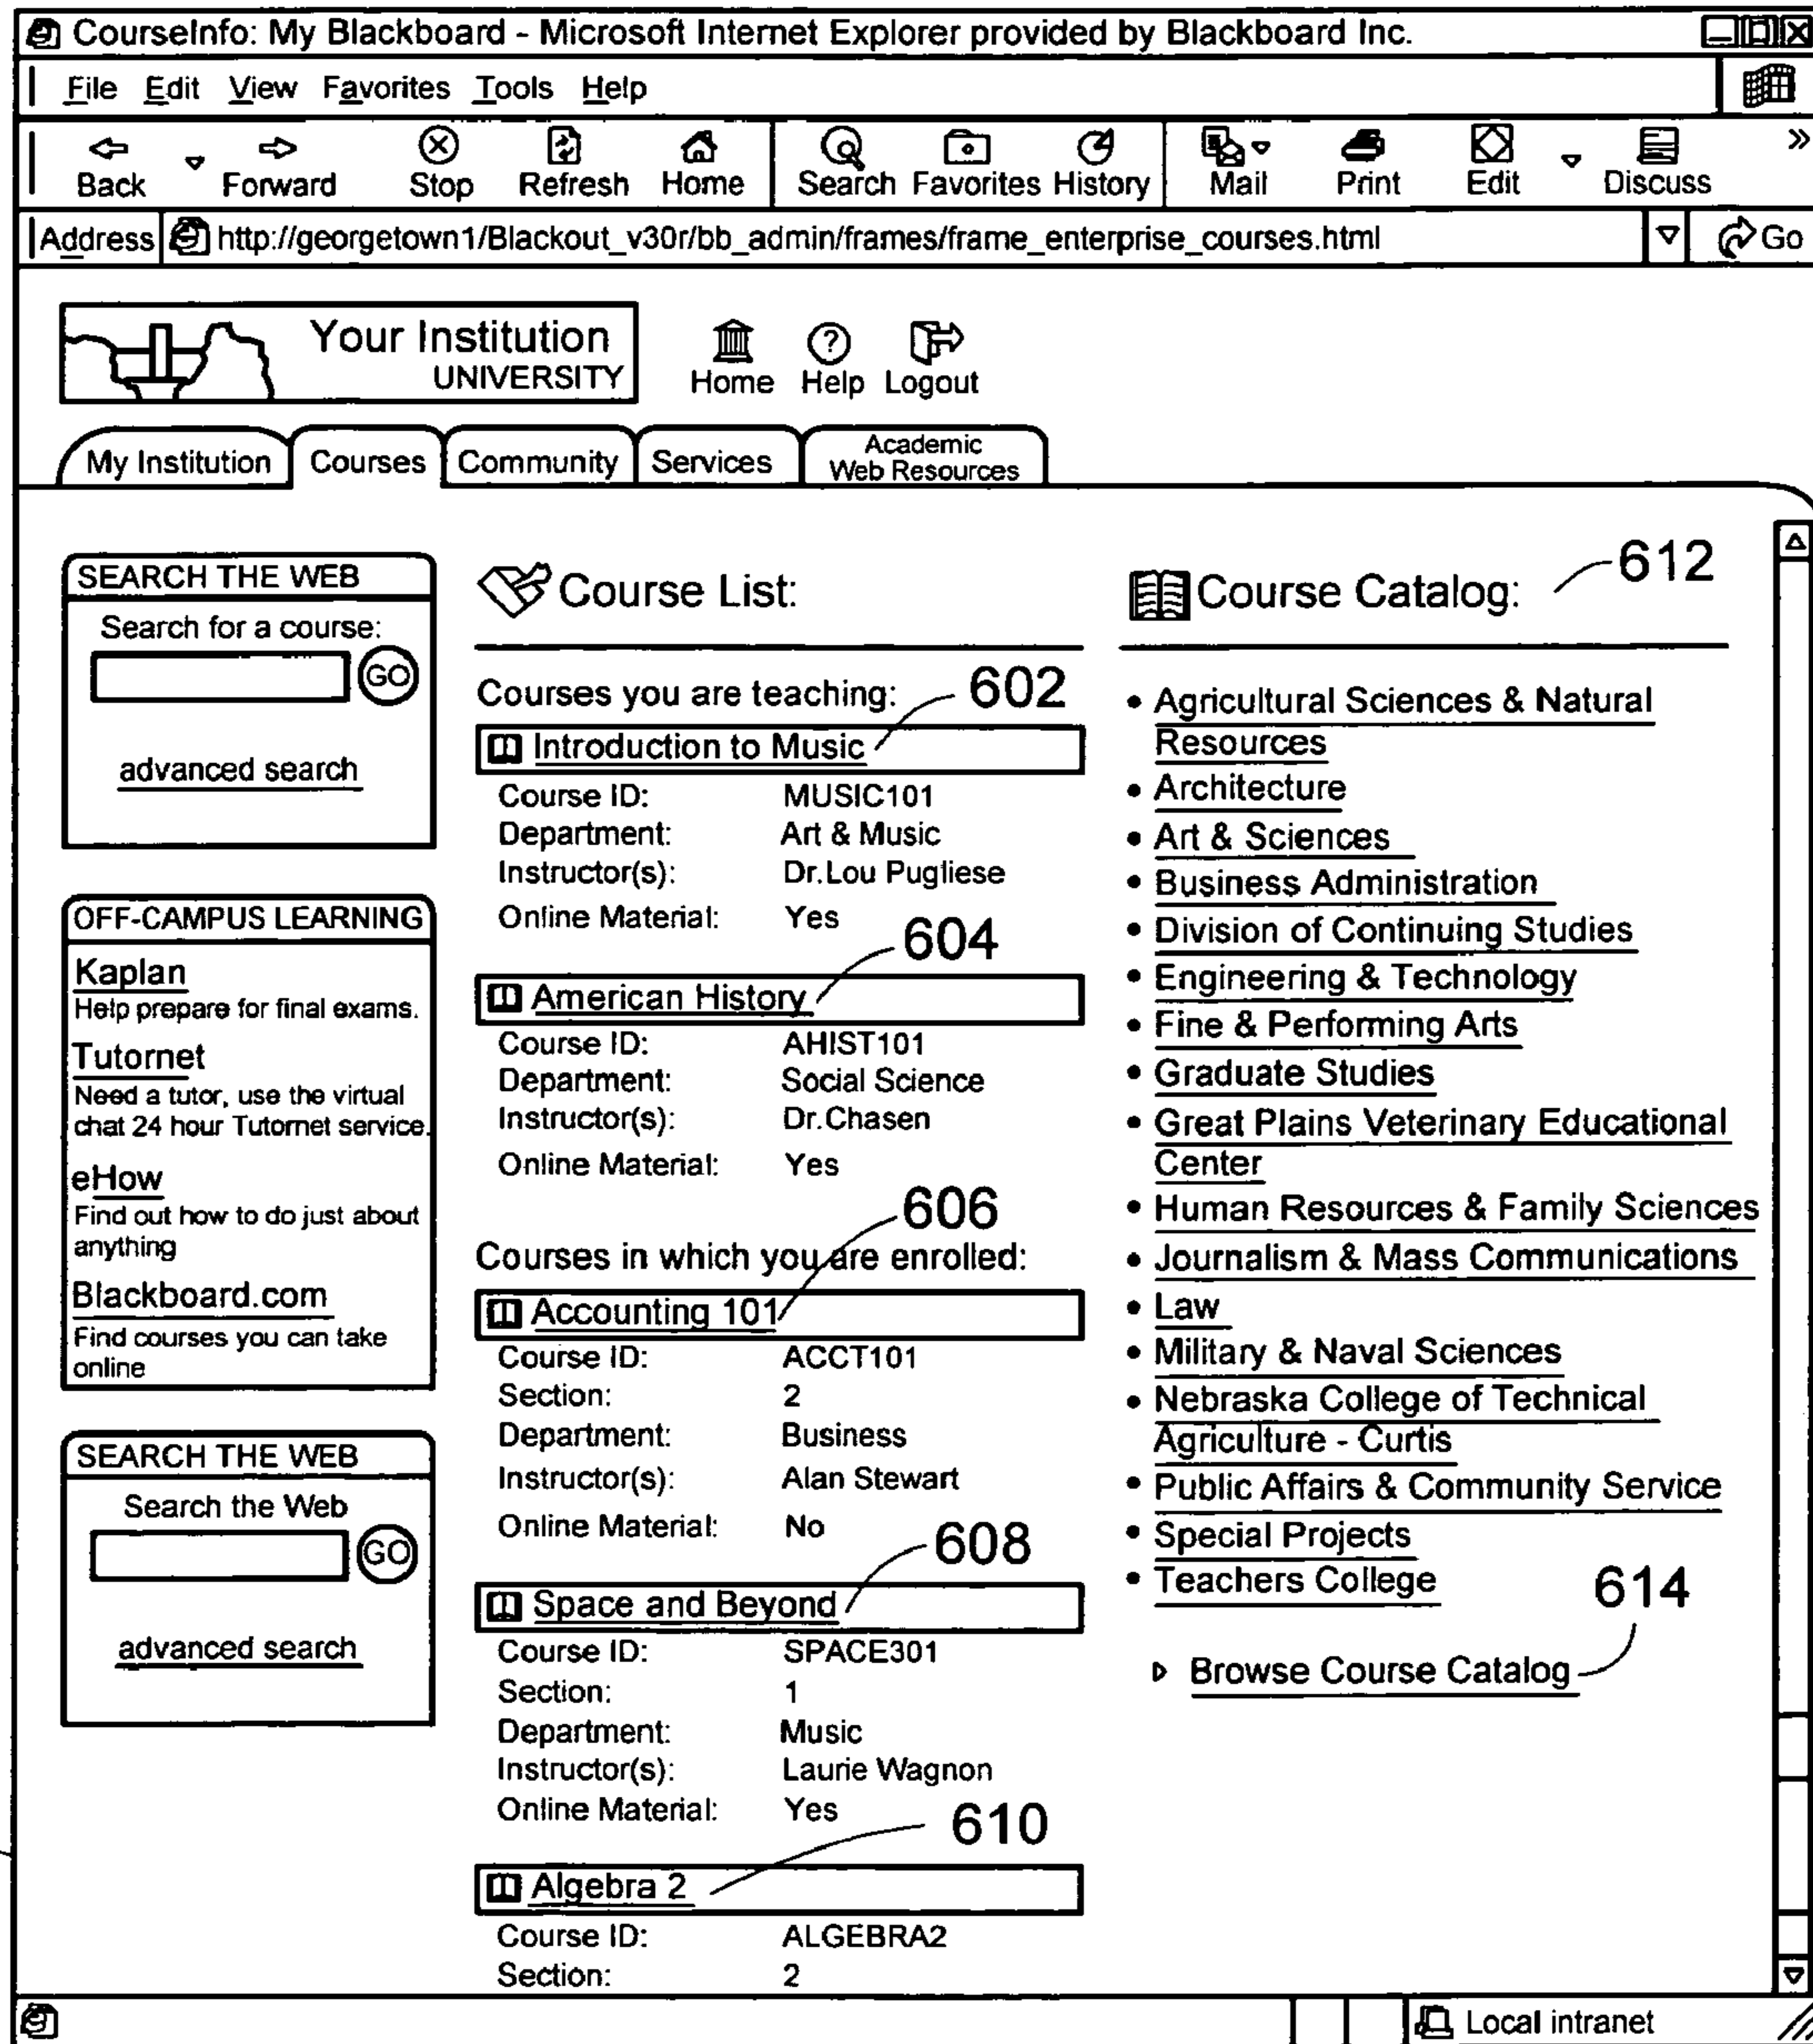 CourseInfo: My Blackboard - Microsoft Internet Explorer provided by Blackboard Inc.
File Edit View Favorites Tools Help
Back Forward Stop Refresh Home Search Favorites History Mail Print Edit Discuss »
Address http://georgetown1/Blackout_v30r/bb_admin/frames/frame_enterprise_courses.html Go
Your Institution
UNIVERSITY
Home Help Logout
My Institution Courses Community Services Academic
Web Resources
SEARCH THE WEB
Search for a course:
GO
advanced search
OFF-CAMPUS LEARNING
Kaplan
Help prepare for final exams.
Tutornet
Need a tutor, use the virtual
chat 24 hour Tutornet service.
eHow
Find out how to do just about
anything
Blackboard.com
Find courses you can take
online
SEARCH THE WEB
Search the Web
GO
advanced search
Course List:
Courses you are teaching: 602
Introduction to Music
Course ID: MUSIC101
Department: Art & Music
Instructor(s): Dr.Lou Pugliese
Online Material: Yes
604
American History
Course ID: AHIST101
Department: Social Science
Instructor(s): Dr.Chasen
Online Material: Yes
606
Courses in which you are enrolled:
Accounting 101
Course ID: ACCT101
Section: 2
Department: Business
Instructor(s): Alan Stewart
Online Material: No
608
Space and Beyond
Course ID: SPACE301
Section: 1
Department: Music
Instructor(s): Laurie Wagnon
Online Material: Yes
610
Algebra 2
Course ID: ALGEBRA2
Section: 2
Course Catalog: 612
• Agricultural Sciences & Natural
Resources
• Architecture
• Art & Sciences
• Business Administration
• Division of Continuing Studies
• Engineering & Technology
• Fine & Performing Arts
• Graduate Studies
• Great Plains Veterinary Educational
Center
• Human Resources & Family Sciences
• Journalism & Mass Communications
• Law
• Military & Naval Sciences
• Nebraska College of Technical
Agriculture - Curtis
• Public Affairs & Community Service
• Special Projects
• Teachers College
614
Browse Course Catalog
Local intranet